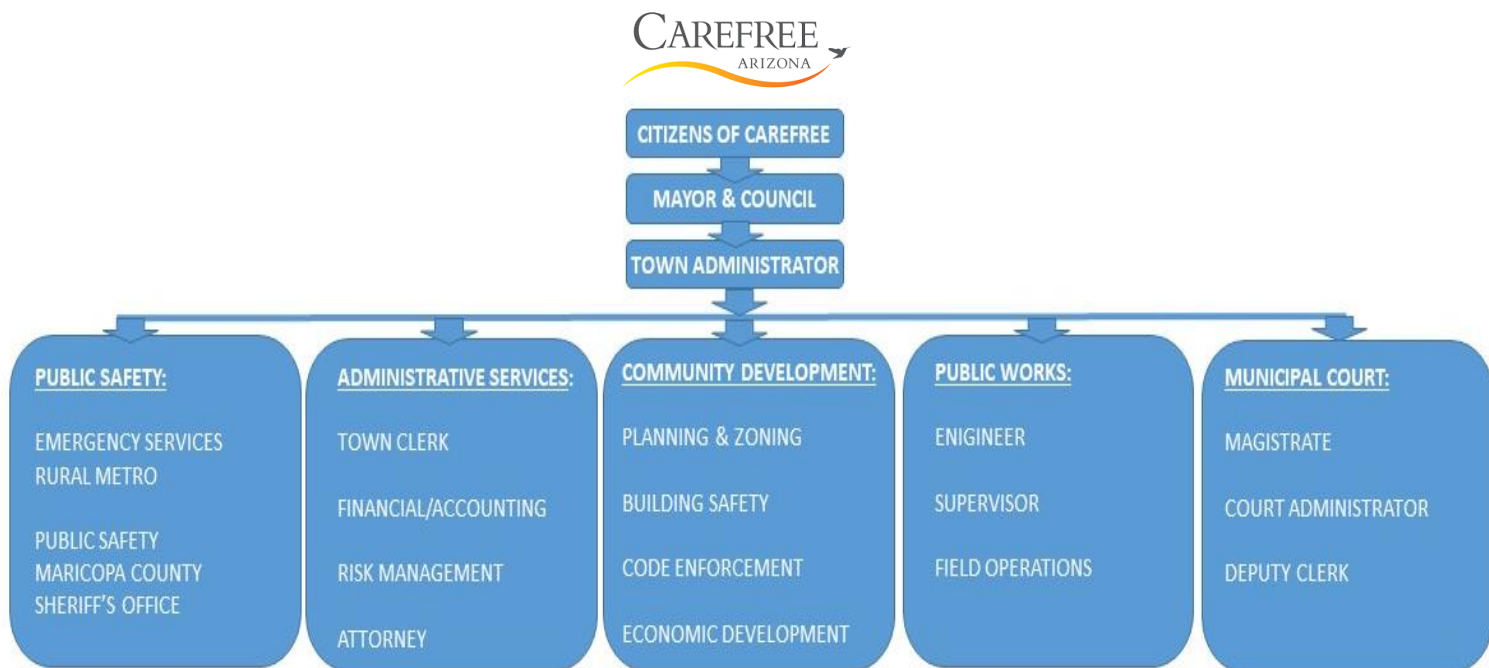 CAREFREE
ARIZONA
CITIZENS OF CAREFREE
MAYOR & COUNCIL
TOWN ADMINISTRATOR
PUBLIC SAFETY:
EMERGENCY SERVICES
RURAL METRO
PUBLIC SAFETY
MARICOPA COUNTY
SHERIFF'S OFFICE
ADMINISTRATIVE SERVICES:
TOWN CLERK
FINANCIAL/ACCOUNTING
RISK MANAGEMENT
ATTORNEY
COMMUNITY DEVELOPMENT:
PLANNING & ZONING
BUILDING SAFETY
CODE ENFORCEMENT
ECONOMIC DEVELOPMENT
PUBLIC WORKS:
ENIGINEER
SUPERVISOR
FIELD OPERATIONS
MUNICIPAL COURT:
MAGISTRATE
COURT ADMINISTRATOR
DEPUTY CLERK